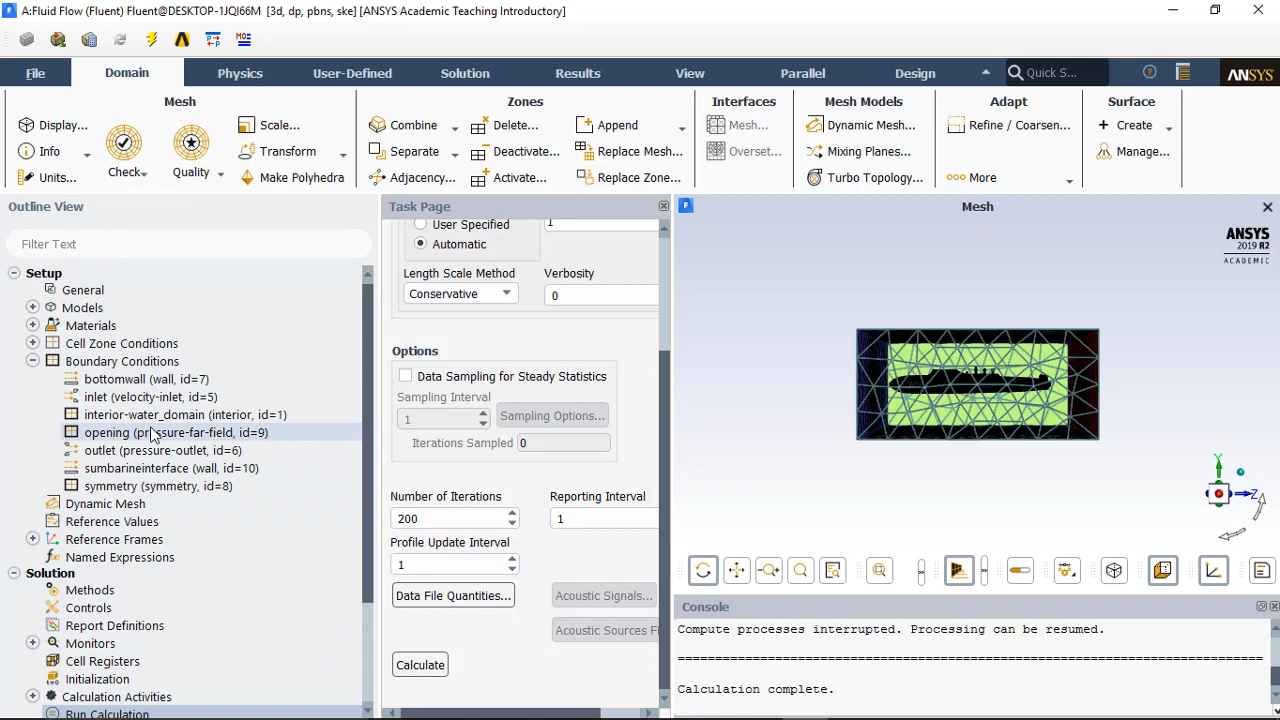 A:Fluid Flow (Fluent) Fluent@DESKTOP-1JQI66M [3d, dp, pbns, ske] [ANSYS Academic Teaching Introductory]
File Domain Physics User-Defined Solution Results View Parallel Design Quick S... ANSYS
Mesh Zones Interfaces Mesh Models Adapt Surface
Display... Scale... Combine Delete... Append Mesh... Dynamic Mesh... Refine / Coarsen... Create
Info Check Quality Transform Separate Deactivate... Replace Mesh... Overset... Mixing Planes... Manage...
Units... Make Polyhedra Adjacency... Activate... Replace Zone... Turbo Topology... More
Outline View
Filter Text
Setup
General
Models
Materials
Cell Zone Conditions
Boundary Conditions
bottomwall (wall, id=7)
inlet (velocity-inlet, id=5)
interior-water_domain (interior, id=1)
opening (pressure-far-field, id=9)
outlet (pressure-outlet, id=6)
sumbarineinterface (wall, id=10)
symmetry (symmetry, id=8)
Dynamic Mesh
Reference Values
Reference Frames
Named Expressions
Solution
Methods
Controls
Report Definitions
Monitors
Cell Registers
Initialization
Calculation Activities
Run Calculation
Task Page
User Specified 1
Automatic
Length Scale Method Verbosity
Conservative 0
Options
Data Sampling for Steady Statistics
Sampling Interval
1 Sampling Options...
Iterations Sampled 0
Number of Iterations Reporting Interval
200 1
Profile Update Interval
1
Data File Quantities... Acoustic Signals...
Acoustic Sources F
Calculate
Mesh
ANSYS
2019 R2
ACADEMIC
Y
Z
Console
Compute processes interrupted. Processing can be resumed.
==============================================================================
Calculation complete.